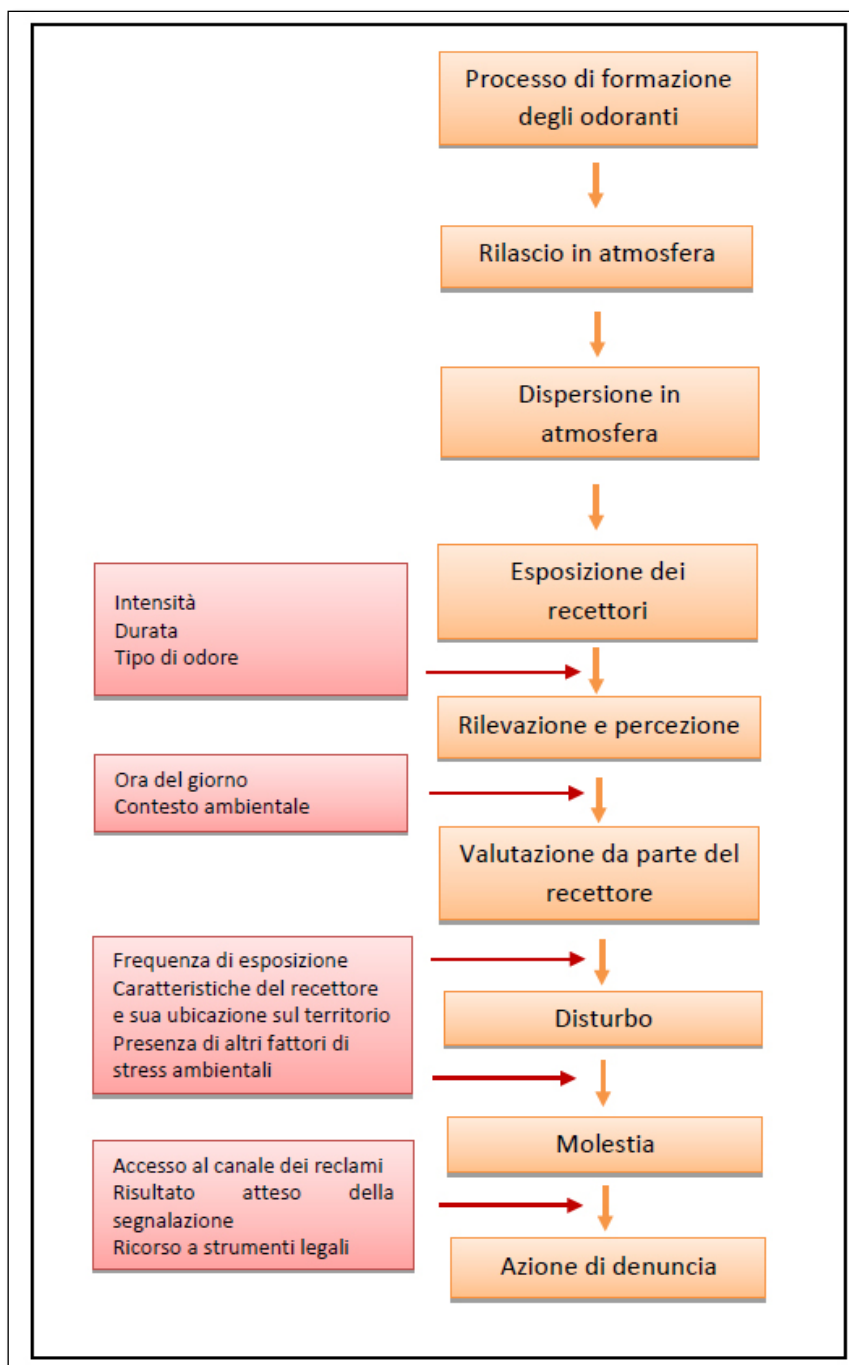 Processo di formazione
degli odoranti
Rilascio in atmosfera
Dispersione in
atmosfera
Esposizione dei
recettori
Intensità
Durata
Tipo di odore
Rilevazione e percezione
Ora del giorno
Contesto ambientale
Valutazione da parte del
recettore
Frequenza di esposizione
Caratteristiche del recettore
e sua ubicazione sul territorio
Presenza di altri fattori di
stress ambientali
Disturbo
Molestia
Accesso al canale dei reclami
Risultato atteso della
segnalazione
Ricorso a strumenti legali
Azione di denuncia